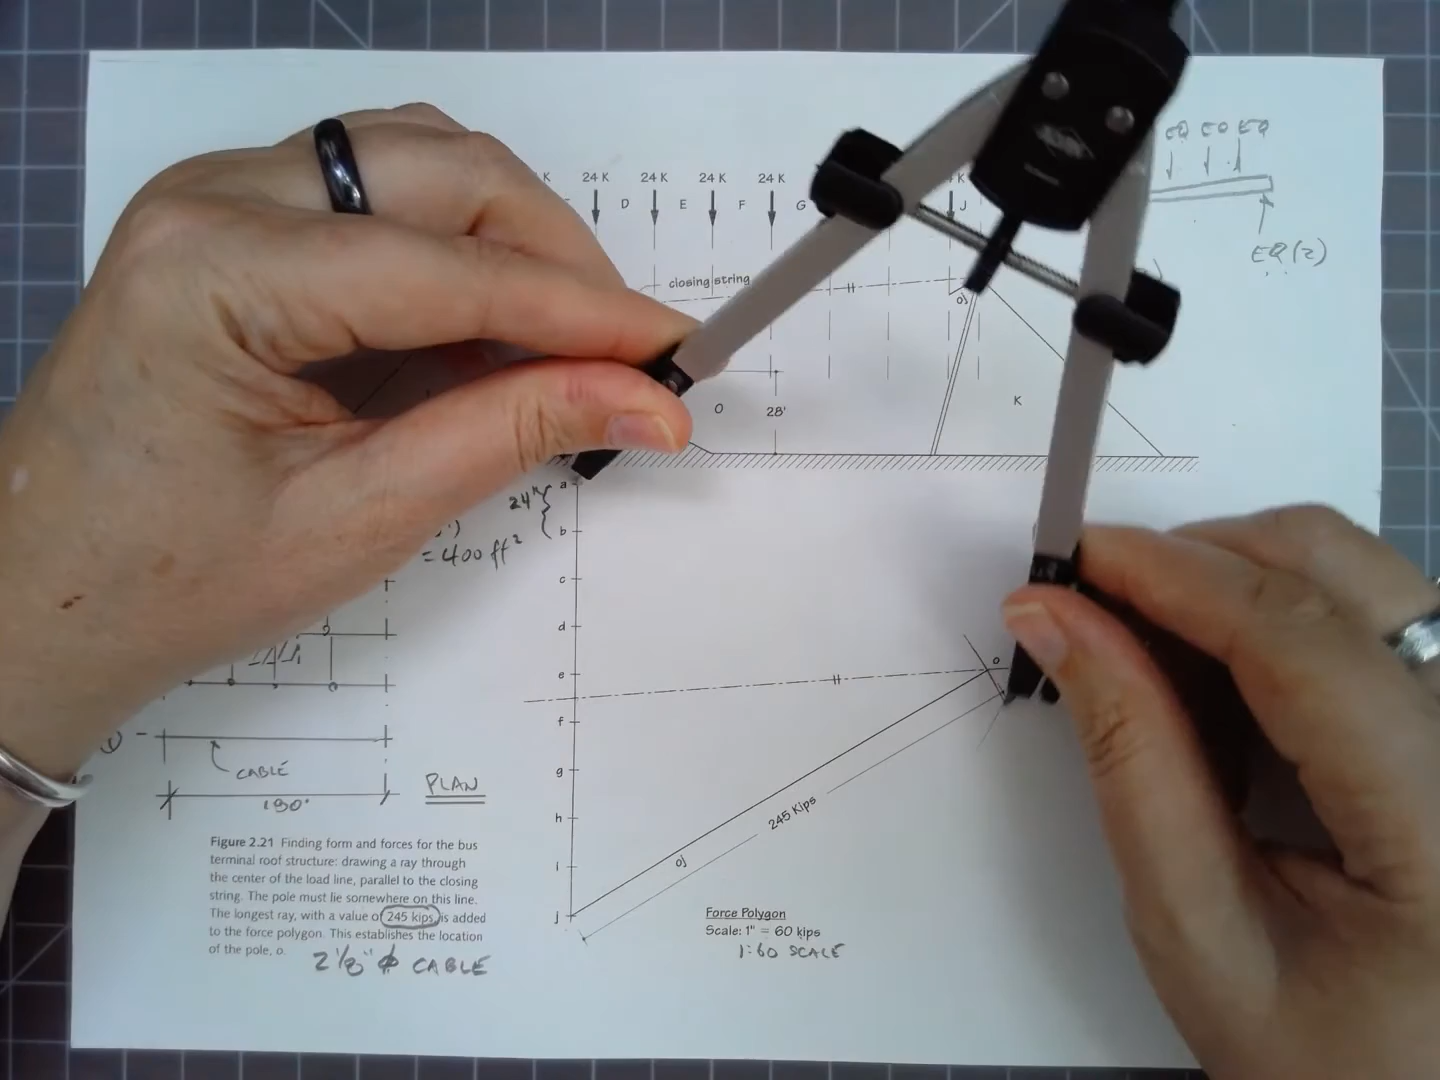 EQ EQ EQ
K 24 K 24 K 24 K 24 K K
D E F G J
EQ(2)
closing string
oj
O 28' K
a
24ᴷ
b
= 400 ft²
c
d
o
e
f
g
CABLE
PLAN
190'
245 Kips
h
oj
i
j
Figure 2.21 Finding form and forces for the bus
terminal roof structure: drawing a ray through
the center of the load line, parallel to the closing
string. The pole must lie somewhere on this line.
The longest ray, with a value of 245 kips, is added
to the force polygon. This establishes the location
of the pole, o.
2 1/8" ϕ CABLE
Force Polygon
Scale: 1" = 60 kips
1:60 SCALE